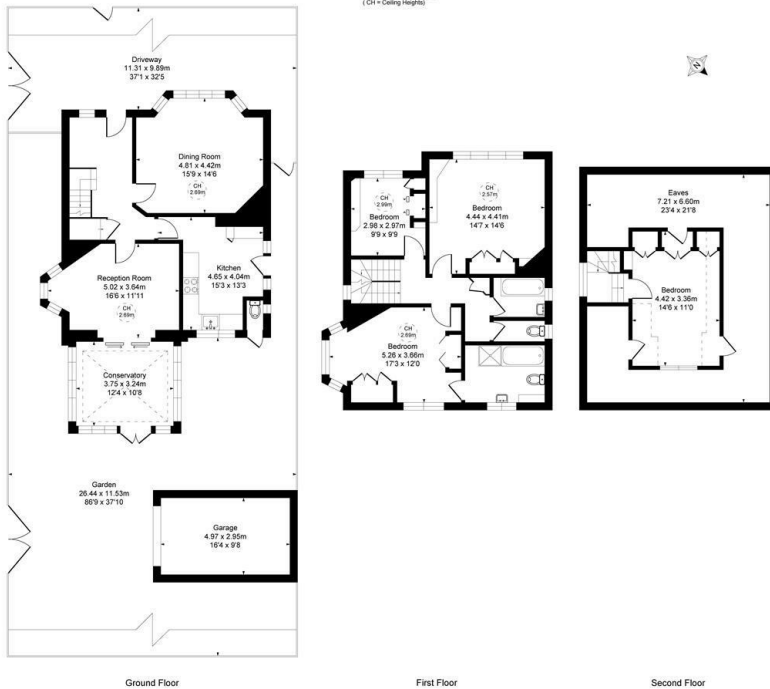 ( CH = Ceiling Heights)
N
Driveway
11.31 x 9.89m
37'1 x 32'5
Dining Room
4.81 x 4.42m
15'9 x 14'6
CH
2.69m
Kitchen
4.65 x 4.04m
15'3 x 13'3
Reception Room
5.02 x 3.64m
16'6 x 11'11
CH
2.69m
Conservatory
3.75 x 3.24m
12'4 x 10'8
Garden
26.44 x 11.53m
86'9 x 37'10
Garage
4.97 x 2.95m
16'4 x 9'8
Ground Floor
CH
2.99m
Bedroom
2.98 x 2.97m
9'9 x 9'9
CH
2.57m
Bedroom
4.44 x 4.41m
14'7 x 14'6
CH
2.69m
Bedroom
5.26 x 3.66m
17'3 x 12'0
First Floor
Eaves
7.21 x 6.60m
23'4 x 21'8
Bedroom
4.42 x 3.36m
14'6 x 11'0
Second Floor